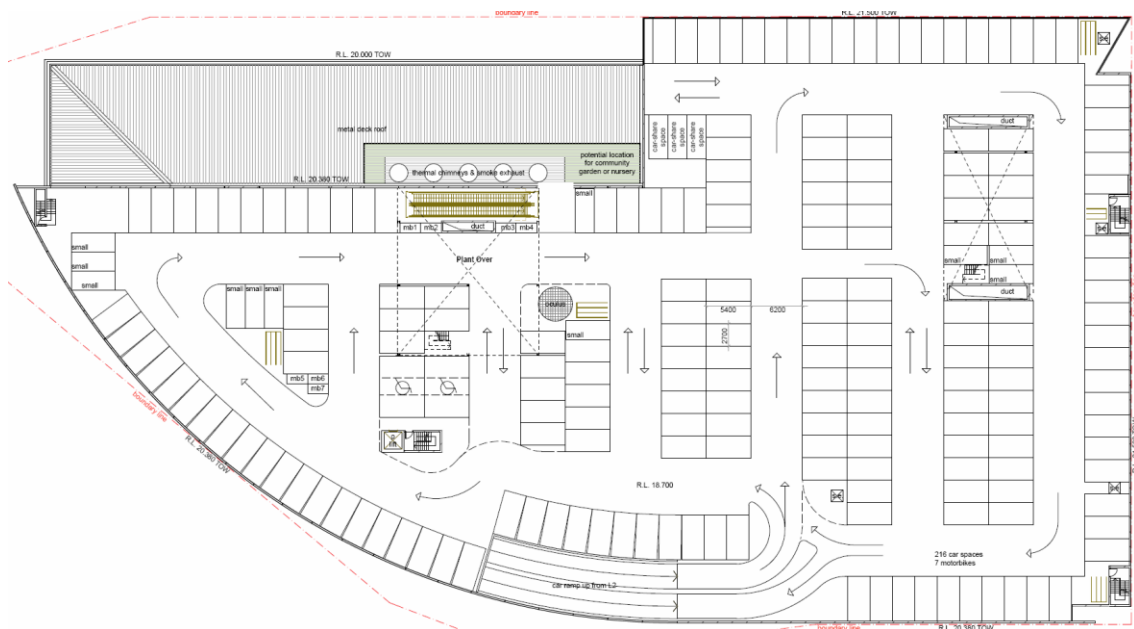 boundary line
R.L. 21.500 TOW
R.L. 20.000 TOW
metal deck roof
car-share
space
car-share
space
car-share
space
duct
potential location
for community
garden or nursery
thermal chimneys & smoke exhaust
R.L. 20.380 TOW
small
mb1
mb2
duct
mb4
small
small
small
Plant Over
small
small
small
small
small
small
duct
small
oculus
5400
6200
2700
small
mb5
mb6
mb7
boundary line
R.L. 20.380 TOW
R.L. 18.700
216 car spaces
7 motorbikes
car ramp up from L2
boundary line
R.L. 20.380 TOW